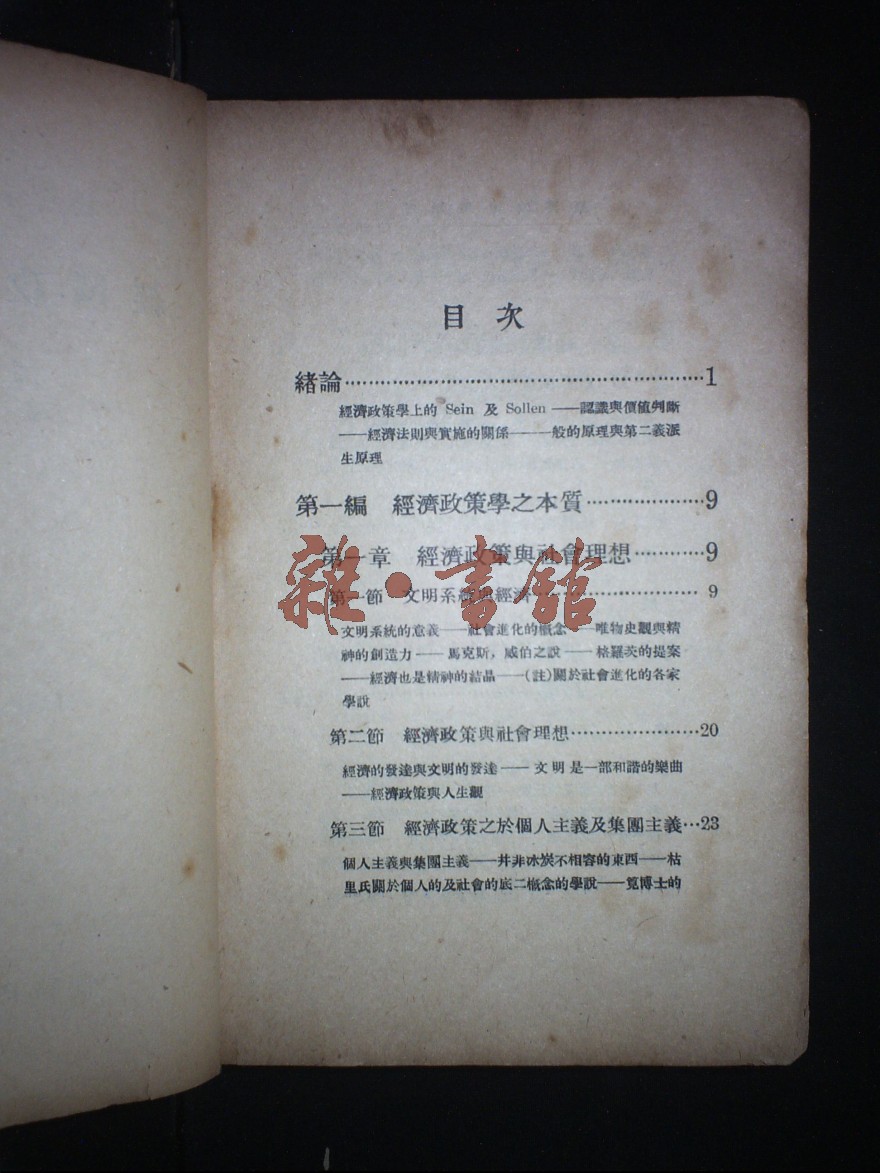 目次
緒論……………………………………………………1
經濟政策學上的 Sein 及 Sollen ——認識與價値判斷
——經濟法則與實施的關係——一般的原理與第二義派
生原理
第一編 經濟政策學之本質…………………9
第一章 經濟政策與社會理想…………9
第一節 文明系統與經濟…………………………9
文明系統的意義——社會進化的槪念——唯物史觀與精
神的創造力——馬克斯，威伯之說——格羅茨的提案
——經濟也是精神的結晶——(註)關於社會進化的各家
學說
第二節 經濟政策與社會理想…………………20
經濟的發達與文明的發達——文明是一部和諧的樂曲
——經濟政策與人生觀
第三節 經濟政策之於個人主義及集團主義…23
個人主義與集團主義——幷非冰炭不相容的東西——枯
里氏關於個人的及社會的底二槪念的學說——筧博士的
雜·書舘